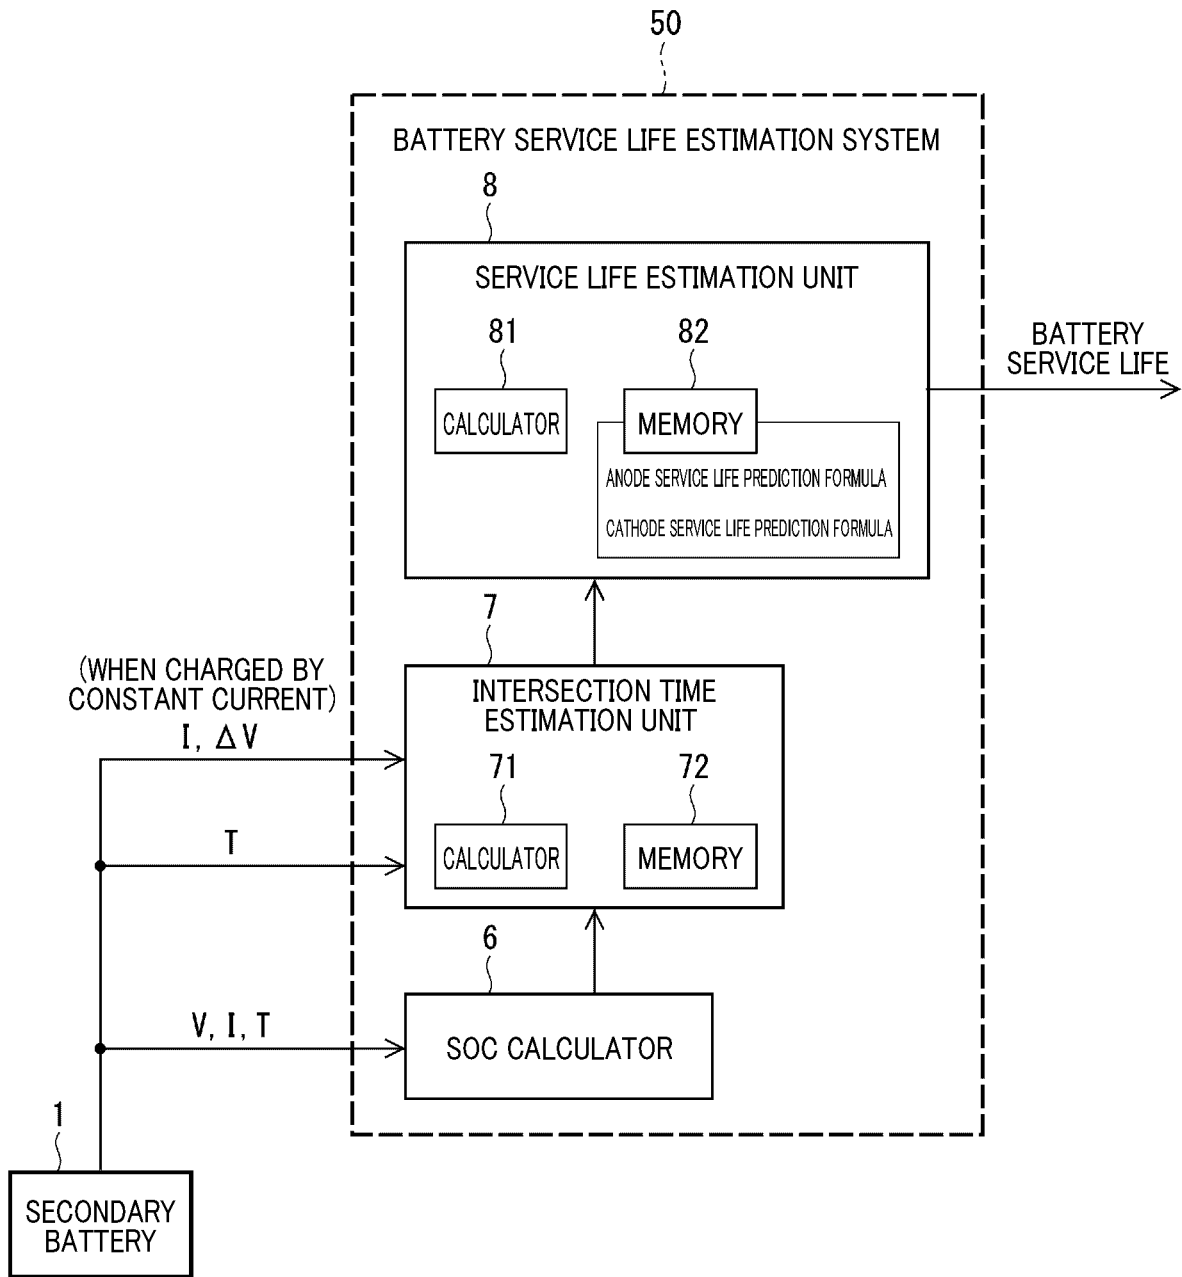 50
BATTERY SERVICE LIFE ESTIMATION SYSTEM
8
SERVICE LIFE ESTIMATION UNIT
81
82
CALCULATOR
MEMORY
ANODE SERVICE LIFE PREDICTION FORMULA
CATHODE SERVICE LIFE PREDICTION FORMULA
BATTERY
SERVICE LIFE
7
(WHEN CHARGED BY
CONSTANT CURRENT)
I, ΔV
INTERSECTION TIME
ESTIMATION UNIT
71
72
T
CALCULATOR
MEMORY
6
V, I, T
SOC CALCULATOR
1
SECONDARY
BATTERY